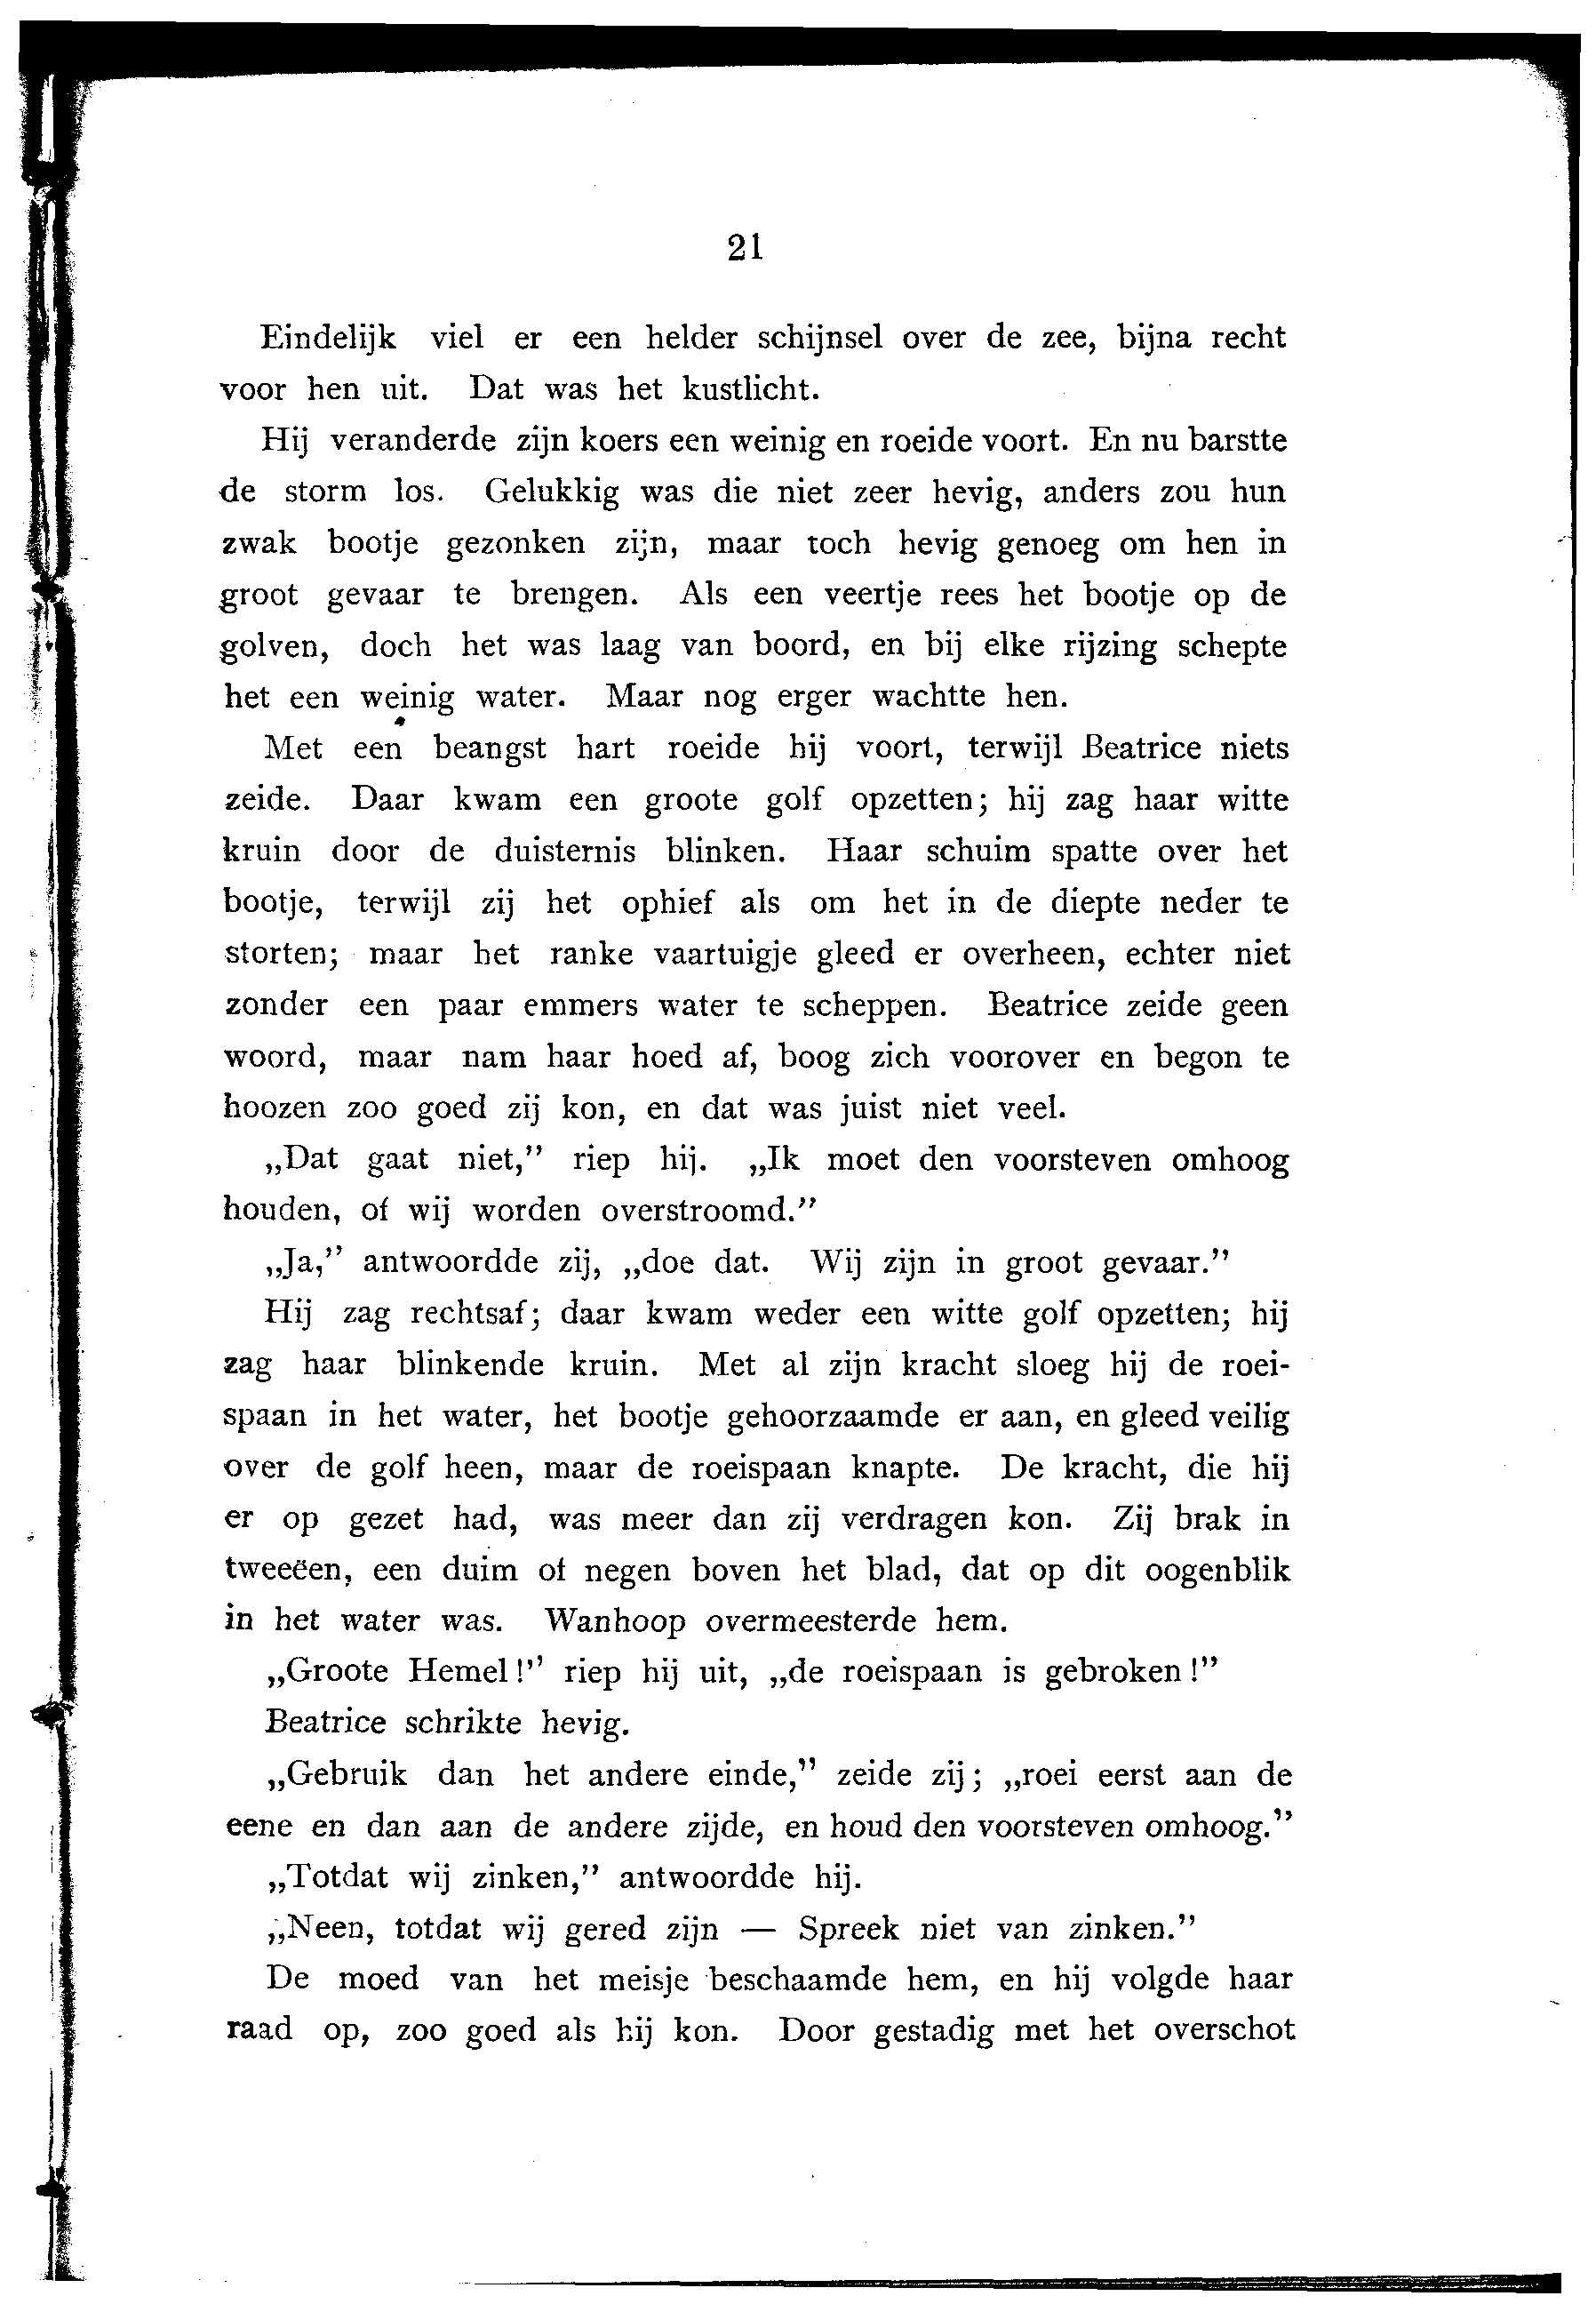 21
Eindelijk viel er een helder schijnsel over de zee, bijna recht
voor hen uit. Dat was het kustlicht.
Hij veranderde zijn koers een weinig en roeide voort. En nu barstte
de storm los. Gelukkig was die niet zeer hevig, anders zou hun
zwak bootje gezonken zijn, maar toch hevig genoeg om hen in
groot gevaar te brengen. Als een veertje rees het bootje op de
golven, doch het was laag van boord, en bij elke rijzing schepte
het een weinig water. Maar nog erger wachtte hen.
Met een beangst hart roeide hij voort, terwijl Beatrice niets
zeide. Daar kwam een groote golf opzetten; hij zag haar witte
kruin door de duisternis blinken. Haar schuim spatte over het
bootje, terwijl zij het ophief als om het in de diepte neder te
storten; maar het ranke vaartuigje gleed er overheen, echter niet
zonder een paar emmers water te scheppen. Beatrice zeide geen
woord, maar nam haar hoed af, boog zich voorover en begon te
hoozen zoo goed zij kon, en dat was juist niet veel.
„Dat gaat niet,” riep hij. „Ik moet den voorsteven omhoog
houden, of wij worden overstroomd.”
„Ja,” antwoordde zij, „doe dat. Wij zijn in groot gevaar.”
Hij zag rechtsaf; daar kwam weder een witte golf opzetten; hij
zag haar blinkende kruin. Met al zijn kracht sloeg hij de roei-
spaan in het water, het bootje gehoorzaamde er aan, en gleed veilig
over de golf heen, maar de roeispaan knapte. De kracht, die hij
er op gezet had, was meer dan zij verdragen kon. Zij brak in
tweeëen, een duim of negen boven het blad, dat op dit oogenblik
in het water was. Wanhoop overmeesterde hem.
„Groote Hemel!” riep hij uit, „de roeispaan is gebroken!”
Beatrice schrikte hevig.
„Gebruik dan het andere einde,” zeide zij; „roei eerst aan de
eene en dan aan de andere zijde, en houd den voorsteven omhoog.”
„Totdat wij zinken,” antwoordde hij.
„Neen, totdat wij gered zijn — Spreek niet van zinken.”
De moed van het meisje beschaamde hem, en hij volgde haar
raad op, zoo goed als hij kon. Door gestadig met het overschot